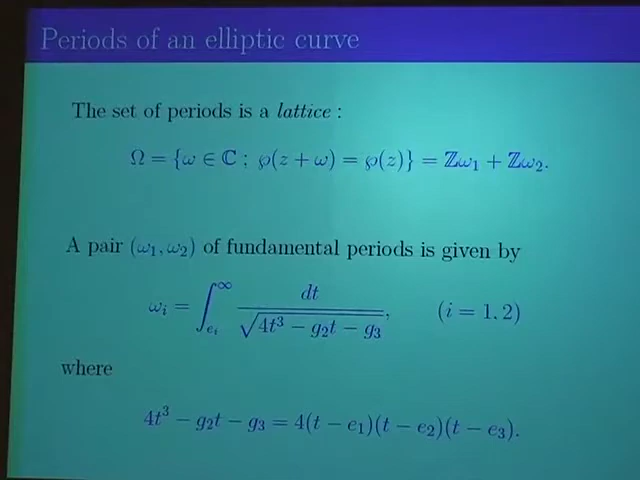 Periods of an elliptic curve
The set of periods is a lattice :
Ω = {ω ∈ ℂ ; ℘(z + ω) = ℘(z)} = ℤω₁ + ℤω₂.
A pair (ω₁, ω₂) of fundamental periods is given by
ωᵢ = ∫_{eᵢ}^{∞} dt / √(4t³ − g₂t − g₃), (i = 1, 2)
where
4t³ − g₂t − g₃ = 4(t − e₁)(t − e₂)(t − e₃).